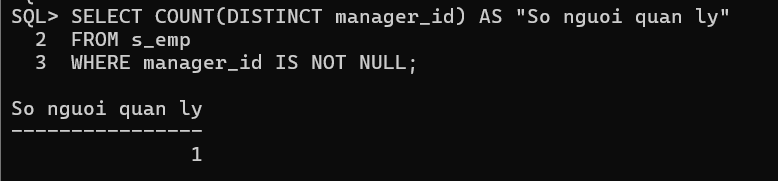 SQL> SELECT COUNT(DISTINCT manager_id) AS "So nguoi quan ly"
2 FROM s_emp
3 WHERE manager_id IS NOT NULL;
So nguoi quan ly
----------------
1